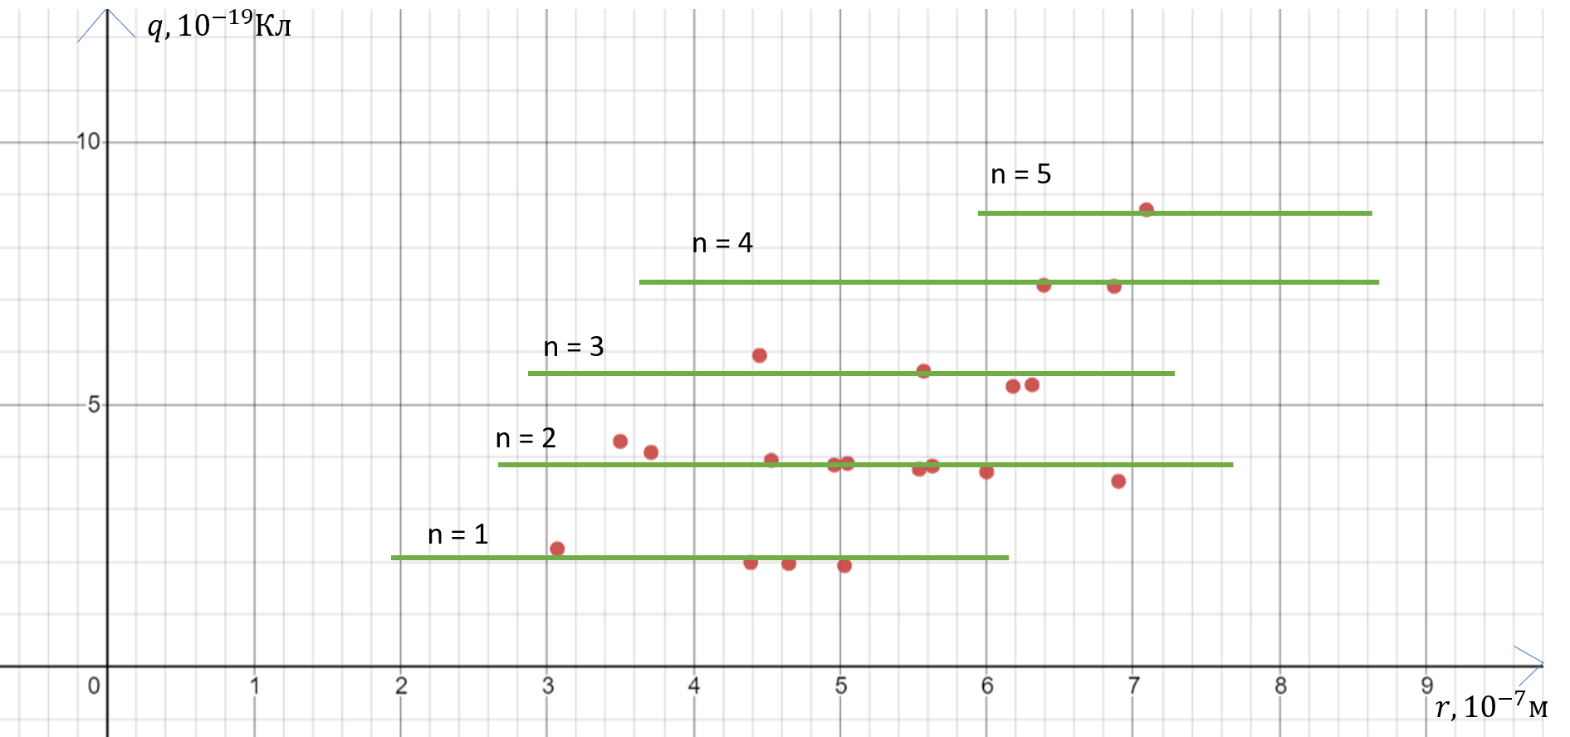 q, 10⁻¹⁹Кл
10
n = 5
n = 4
n = 3
5
n = 2
n = 1
0 1 2 3 4 5 6 7 8 9
r, 10⁻⁷м